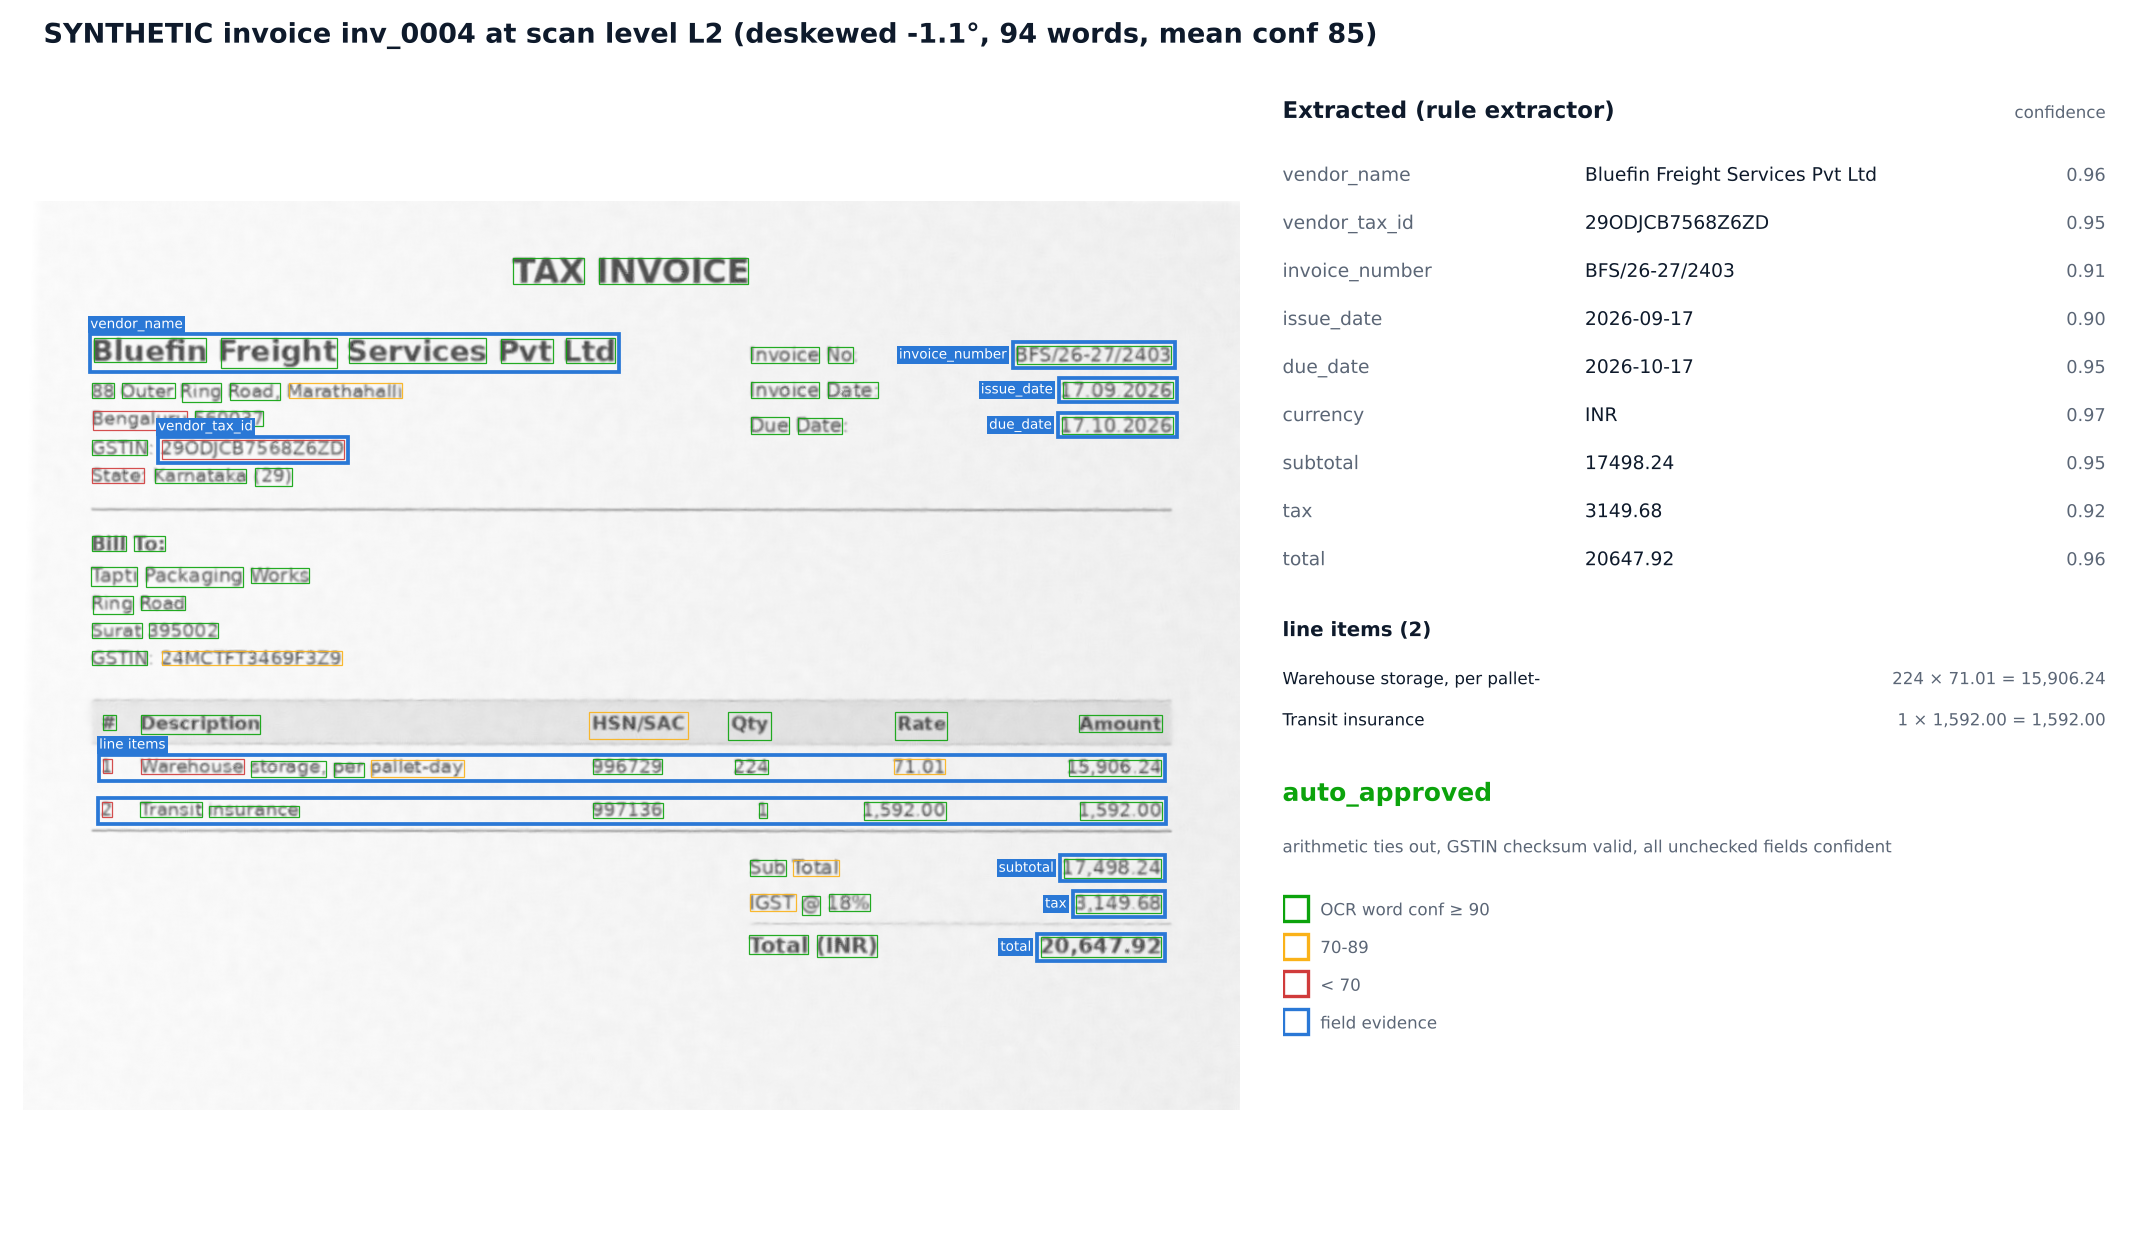 SYNTHETIC invoice inv_0004 at scan level L2 (deskewed -1.1°, 94 words, mean conf 85)
TAX INVOICE
vendor_name
Bluefin Freight Services Pvt Ltd
88 Outer Ring Road, Marathahalli
Bengaluru 560037
vendor_tax_id
GSTIN: 29ODJCB7568Z6ZD
State: Karnataka (29)
Invoice No: invoice_number BFS/26-27/2403
Invoice Date: issue_date 17.09.2026
Due Date: due_date 17.10.2026
Bill To:
Tapti Packaging Works
Ring Road
Surat 395002
GSTIN: 24MCTFT3469F3Z9
# Description HSN/SAC Qty Rate Amount
line items
1 Warehouse storage, per pallet-day 996729 224 71.01 15,906.24
2 Transit insurance 997136 1 1,592.00 1,592.00
Sub Total subtotal 17,498.24
IGST @ 18% tax 3,149.68
Total (INR) total 20,647.92
Extracted (rule extractor) confidence
vendor_name Bluefin Freight Services Pvt Ltd 0.96
vendor_tax_id 29ODJCB7568Z6ZD 0.95
invoice_number BFS/26-27/2403 0.91
issue_date 2026-09-17 0.90
due_date 2026-10-17 0.95
currency INR 0.97
subtotal 17498.24 0.95
tax 3149.68 0.92
total 20647.92 0.96
line items (2)
Warehouse storage, per pallet- 224 × 71.01 = 15,906.24
Transit insurance 1 × 1,592.00 = 1,592.00
auto_approved
arithmetic ties out, GSTIN checksum valid, all unchecked fields confident
OCR word conf ≥ 90
70-89
< 70
field evidence